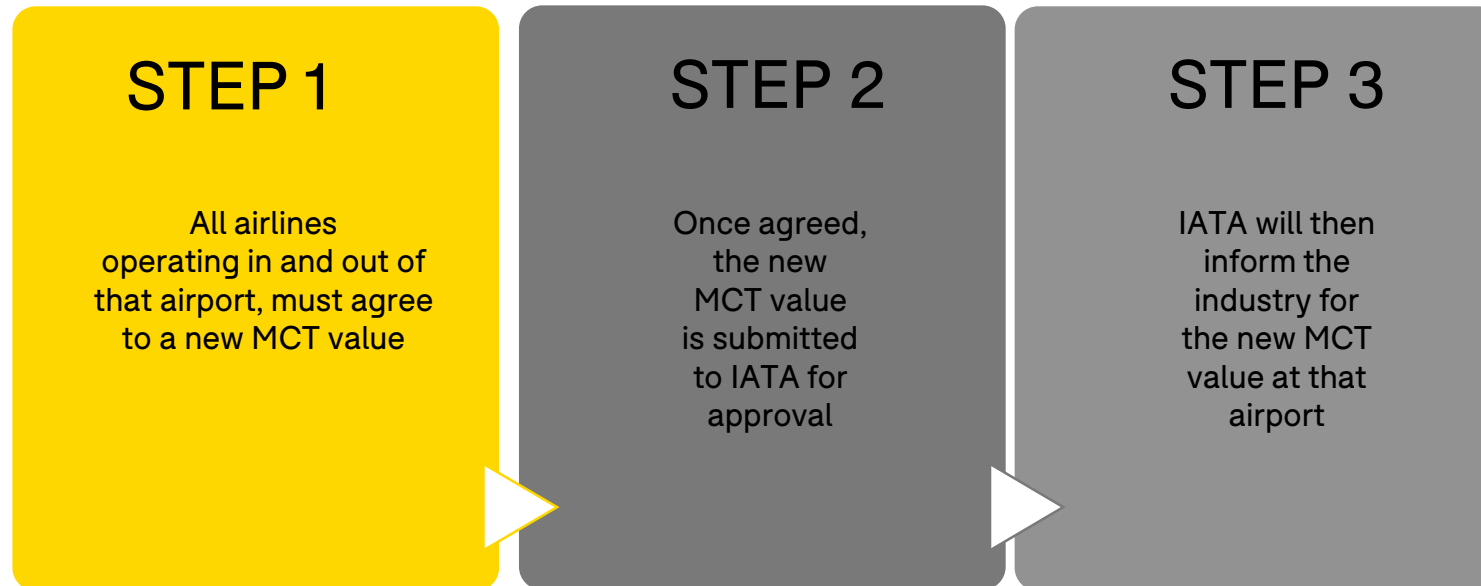 STEP 1
All airlines
operating in and out of
that airport, must agree
to a new MCT value
STEP 2
Once agreed,
the new
MCT value
is submitted
to IATA for
approval
STEP 3
IATA will then
inform the
industry for
the new MCT
value at that
airport